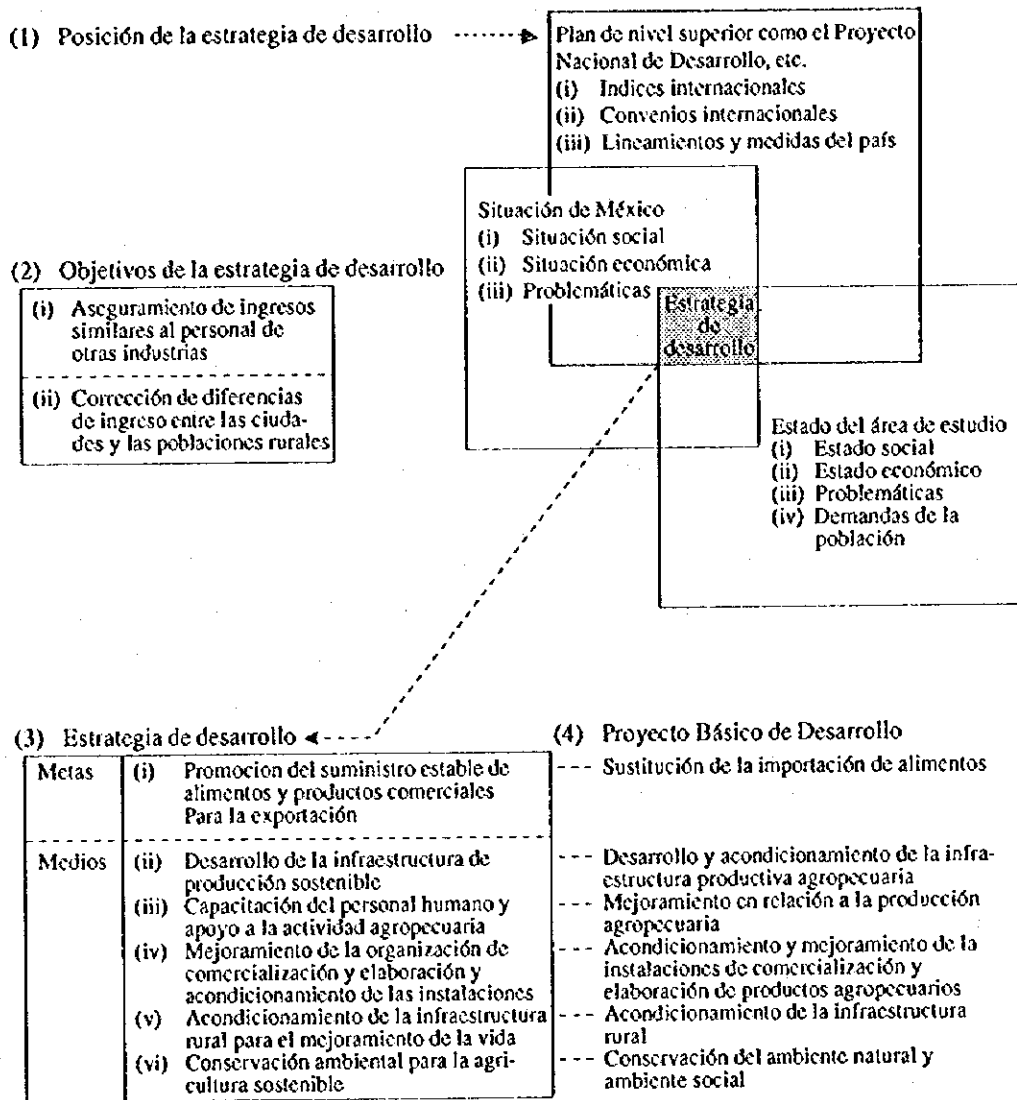 (1) Posición de la estrategia de desarrollo
Plan de nivel superior como el Proyecto
Nacional de Desarrollo, etc.
(i) Indices internacionales
(ii) Convenios internacionales
(iii) Lineamientos y medidas del país
Situación de México
(i) Situación social
(ii) Situación económica
(iii) Problemáticas
Estrategia
de
desarrollo
(2) Objetivos de la estrategia de desarrollo
(i) Aseguramiento de ingresos
similares al personal de
otras industrias
(ii) Corrección de diferencias
de ingreso entre las ciuda-
des y las poblaciones rurales
Estado del área de estudio
(i) Estado social
(ii) Estado económico
(iii) Problemáticas
(iv) Demandas de la
población
(3) Estrategia de desarrollo
Metas
(i) Promocion del suministro estable de
alimentos y productos comerciales
Para la exportación
Medios
(ii) Desarrollo de la infraestructura de
producción sostenible
(iii) Capacitación del personal humano y
apoyo a la actividad agropecuaria
(iv) Mejoramiento de la organización de
comercialización y elaboración y
acondicionamiento de las instalaciones
(v) Acondicionamiento de la infraestructura
rural para el mejoramiento de la vida
(vi) Conservación ambiental para la agri-
cultura sostenible
(4) Proyecto Básico de Desarrollo
Sustitución de la importación de alimentos
Desarrollo y acondicionamiento de la infra-
estructura productiva agropecuaria
Mejoramiento en relación a la producción
agropecuaria
Acondicionamiento y mejoramiento de la
instalaciones de comercialización y
elaboración de productos agropecuarios
Acondicionamiento de la infraestructura
rural
Conservación del ambiente natural y
ambiente social